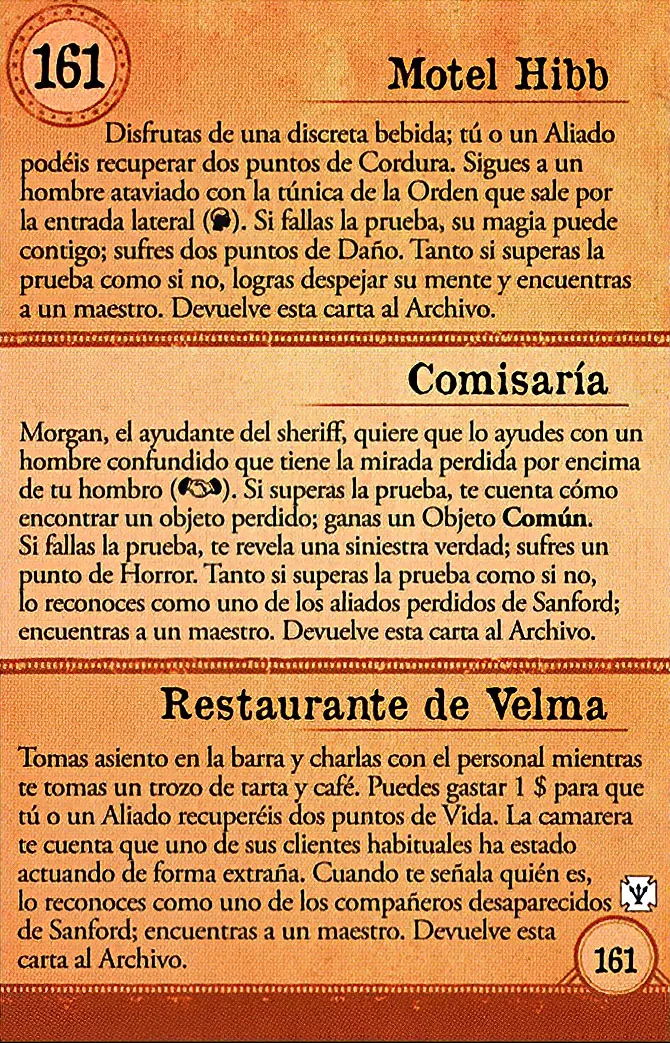 161
Motel Hibb
Disfrutas de una discreta bebida; tú o un Aliado
podéis recuperar dos puntos de Cordura. Sigues a un
hombre ataviado con la túnica de la Orden que sale por
la entrada lateral (). Si fallas la prueba, su magia puede
contigo; sufres dos puntos de Daño. Tanto si superas la
prueba como si no, logras despejar su mente y encuentras
a un maestro. Devuelve esta carta al Archivo.
Comisaría
Morgan, el ayudante del sheriff, quiere que lo ayudes con un
hombre confundido que tiene la mirada perdida por encima
de tu hombro (). Si superas la prueba, te cuenta cómo
encontrar un objeto perdido; ganas un Objeto Común.
Si fallas la prueba, te revela una siniestra verdad; sufres un
punto de Horror. Tanto si superas la prueba como si no,
lo reconoces como uno de los aliados perdidos de Sanford;
encuentras a un maestro. Devuelve esta carta al Archivo.
Restaurante de Velma
Tomas asiento en la barra y charlas con el personal mientras
te tomas un trozo de tarta y café. Puedes gastar 1 $ para que
tú o un Aliado recuperéis dos puntos de Vida. La camarera
te cuenta que uno de sus clientes habituales ha estado
actuando de forma extraña. Cuando te señala quién es,
lo reconoces como uno de los compañeros desaparecidos
de Sanford; encuentras a un maestro. Devuelve esta
carta al Archivo.
161